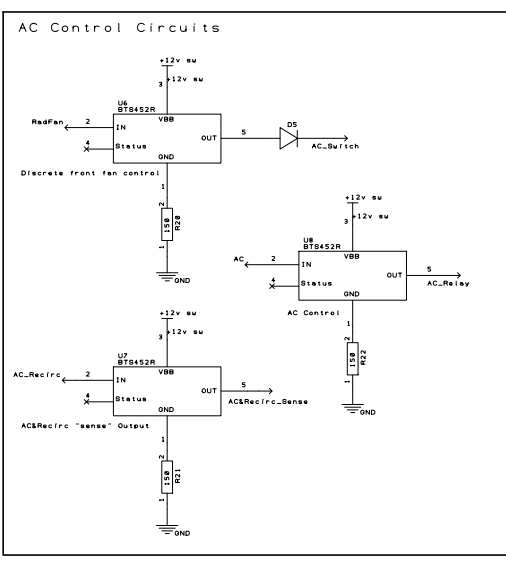 AC Control Circuits
+12v sw
+12v sw
3
U6
BTS452R
VBB
RadFan
2
IN
4
Status
OUT
5
D5
AC_Switch
GND
Discrete front fan control
1
2
150
R20
1
GND
+12v sw
+12v sw
3
U8
BTS452R
VBB
AC
2
IN
4
Status
OUT
5
AC_Relay
GND
AC Control
1
2
150
R22
1
GND
+12v sw
+12v sw
3
U7
BTS452R
VBB
AC_Recirc
2
IN
4
Status
OUT
5
AC&Recirc_Sense
GND
AC&Recirc "sense" Output
1
2
150
R21
1
GND